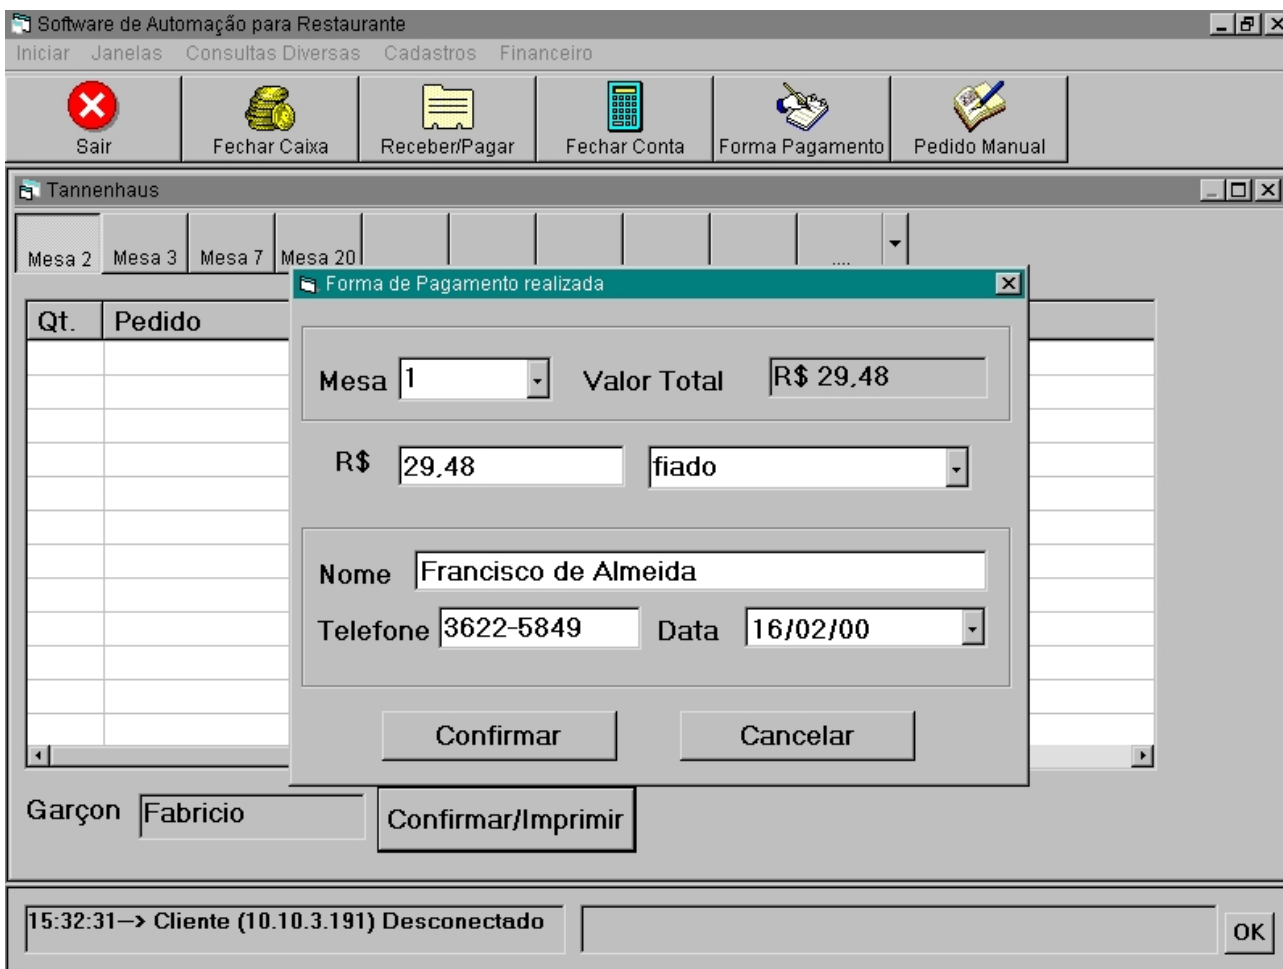 Software de Automação para Restaurante
Iniciar Janelas Consultas Diversas Cadastros Financeiro
Sair Fechar Caixa Receber/Pagar Fechar Conta Forma Pagamento Pedido Manual
Tannenhaus
Mesa 2 Mesa 3 Mesa 7 Mesa 20 ....
Forma de Pagamento realizada
Qt. Pedido
Mesa 1 Valor Total R$ 29,48
R$ 29,48 fiado
Nome Francisco de Almeida
Telefone 3622-5849 Data 16/02/00
Confirmar Cancelar
Garçon Fabricio Confirmar/Imprimir
15:32:31--> Cliente (10.10.3.191) Desconectado
OK